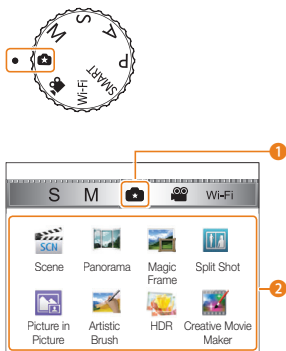 S
A
M
P
SMART
Wi-Fi
1
S M Wi-Fi
SCN
Scene Panorama Magic Frame Split Shot
2
Picture in Picture Artistic Brush HDR Creative Movie Maker